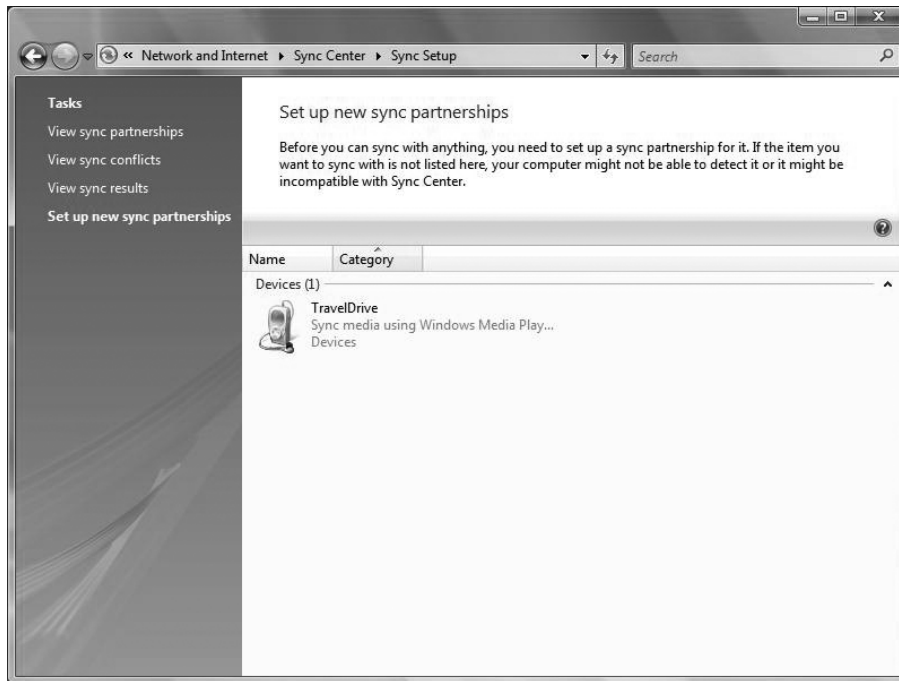 « Network and Internet ▸ Sync Center ▸ Sync Setup
Search
Tasks
View sync partnerships
View sync conflicts
View sync results
Set up new sync partnerships
Set up new sync partnerships
Before you can sync with anything, you need to set up a sync partnership for it. If the item you
want to sync with is not listed here, your computer might not be able to detect it or it might be
incompatible with Sync Center.
Name Category
Devices (1)
TravelDrive
Sync media using Windows Media Play...
Devices